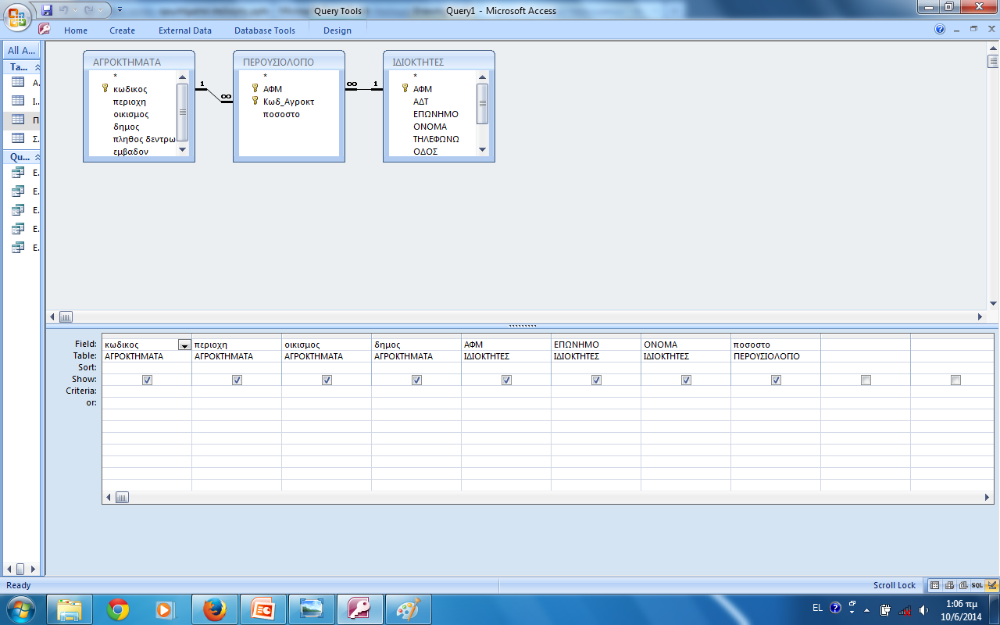 Query Tools
Query1 - Microsoft Access
Home Create External Data Database Tools Design
All A...
Ta...
Α.
Ι..
Π
Σ.
Qu...
Ε.
Ε.
Ε.
Ε.
Ε.
ΑΓΡΟΚΤΗΜΑΤΑ
*
κωδικος
περιοχη
οικισμος
δημος
πληθος δεντρω
εμβαδον
1 ∞
ΠΕΡΟΥΣΙΟΛΟΓΙΟ
*
ΑΦΜ
Κωδ_Αγροκτ
ποσοστο
∞ 1
ΙΔΙΟΚΤΗΤΕΣ
*
ΑΦΜ
ΑΔΤ
ΕΠΩΝΗΜΟ
ΟΝΟΜΑ
ΤΗΛΕΦΩΝΩ
ΟΔΟΣ
Field: κωδικος περιοχη οικισμος δημος ΑΦΜ ΕΠΩΝΗΜΟ ΟΝΟΜΑ ποσοστο
Table: ΑΓΡΟΚΤΗΜΑΤΑ ΑΓΡΟΚΤΗΜΑΤΑ ΑΓΡΟΚΤΗΜΑΤΑ ΑΓΡΟΚΤΗΜΑΤΑ ΙΔΙΟΚΤΗΤΕΣ ΙΔΙΟΚΤΗΤΕΣ ΙΔΙΟΚΤΗΤΕΣ ΠΕΡΟΥΣΙΟΛΟΓΙΟ
Sort:
Show:
Criteria:
or:
Ready
Scroll Lock
SQL
EL
1:06 πμ
10/6/2014